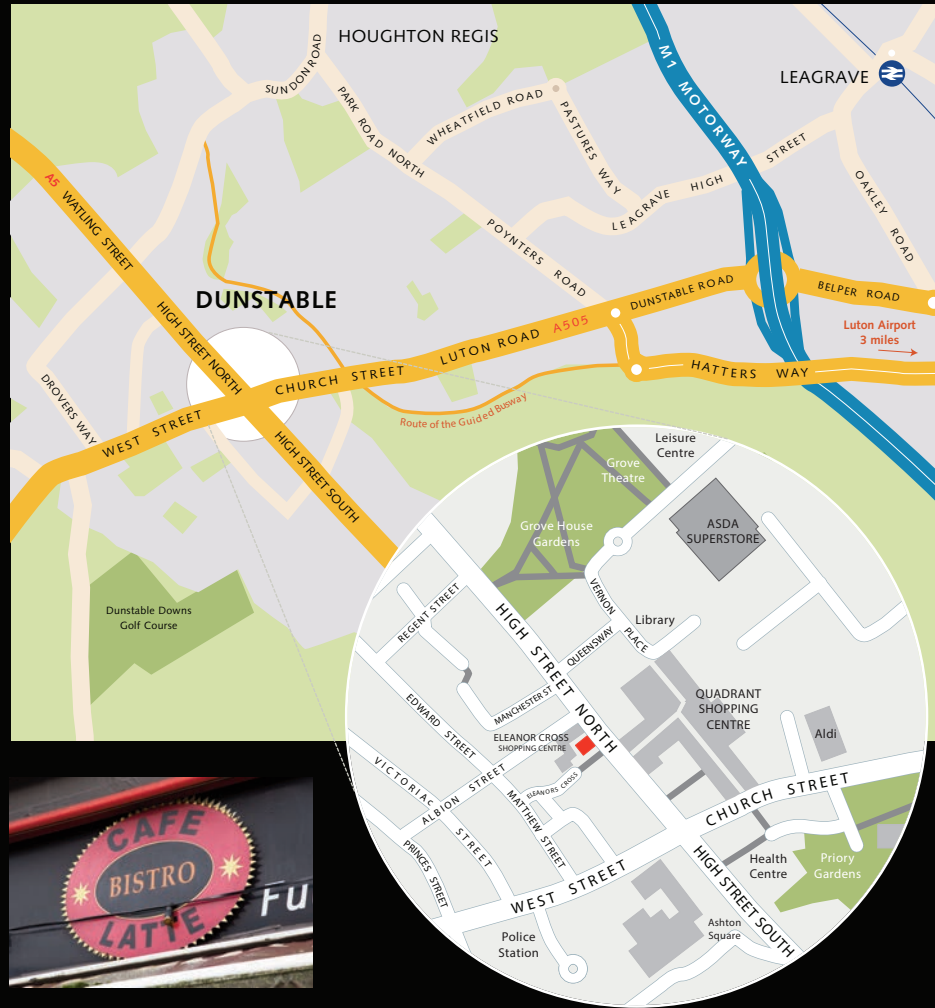 HOUGHTON REGIS
LEAGRAVE
M1 MOTORWAY
SUNDON ROAD
PARK ROAD NORTH
WHEATFIELD ROAD
PASTURES WAY
LEAGRAVE HIGH STREET
OAKLEY ROAD
POYNTERS ROAD
A5 WATLING STREET
DUNSTABLE
HIGH STREET NORTH
DUNSTABLE ROAD
BELPER ROAD
Luton Airport
3 miles
LUTON ROAD A505
CHURCH STREET
HATTERS WAY
DROVERS WAY
WEST STREET
HIGH STREET SOUTH
Route of the Guided Busway
Dunstable Downs
Golf Course
Leisure
Centre
Grove
Theatre
Grove House
Gardens
ASDA
SUPERSTORE
VERNON PLACE
Library
REGENT STREET
HIGH STREET NORTH
QUEENSWAY
MANCHESTER ST
QUADRANT
SHOPPING
CENTRE
EDWARD STREET
ELEANOR CROSS
SHOPPING CENTRE
Aldi
ELEANORS CROSS
VICTORIA
STREET
ALBION STREET
MATTHEW STREET
CHURCH STREET
PRINCES STREET
WEST STREET
HIGH STREET SOUTH
Health
Centre
Priory
Gardens
Ashton
Square
Police
Station
CAFE
BISTRO
LATTE
Fu